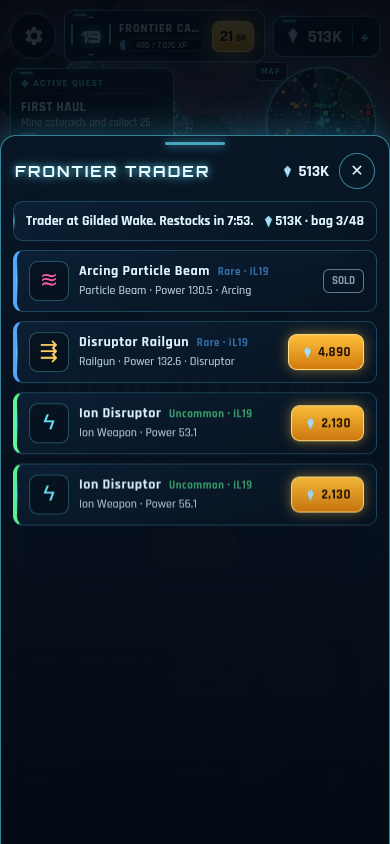 FRONTIER CA...
19
495 / 7,676 XP
21 SP
513K
ACTIVE QUEST
MAP
FIRST HAUL
Mine asteroids and collect 25
FRONTIER TRADER
513K
Trader at Gilded Wake. Restocks in 7:53.
513K · bag 3/48
Arcing Particle Beam Rare · iL19
Particle Beam · Power 130.5 · Arcing
SOLD
Disruptor Railgun Rare · iL19
Railgun · Power 132.6 · Disruptor
4,890
Ion Disruptor Uncommon · iL19
Ion Weapon · Power 53.1
2,130
Ion Disruptor Uncommon · iL19
Ion Weapon · Power 56.1
2,130